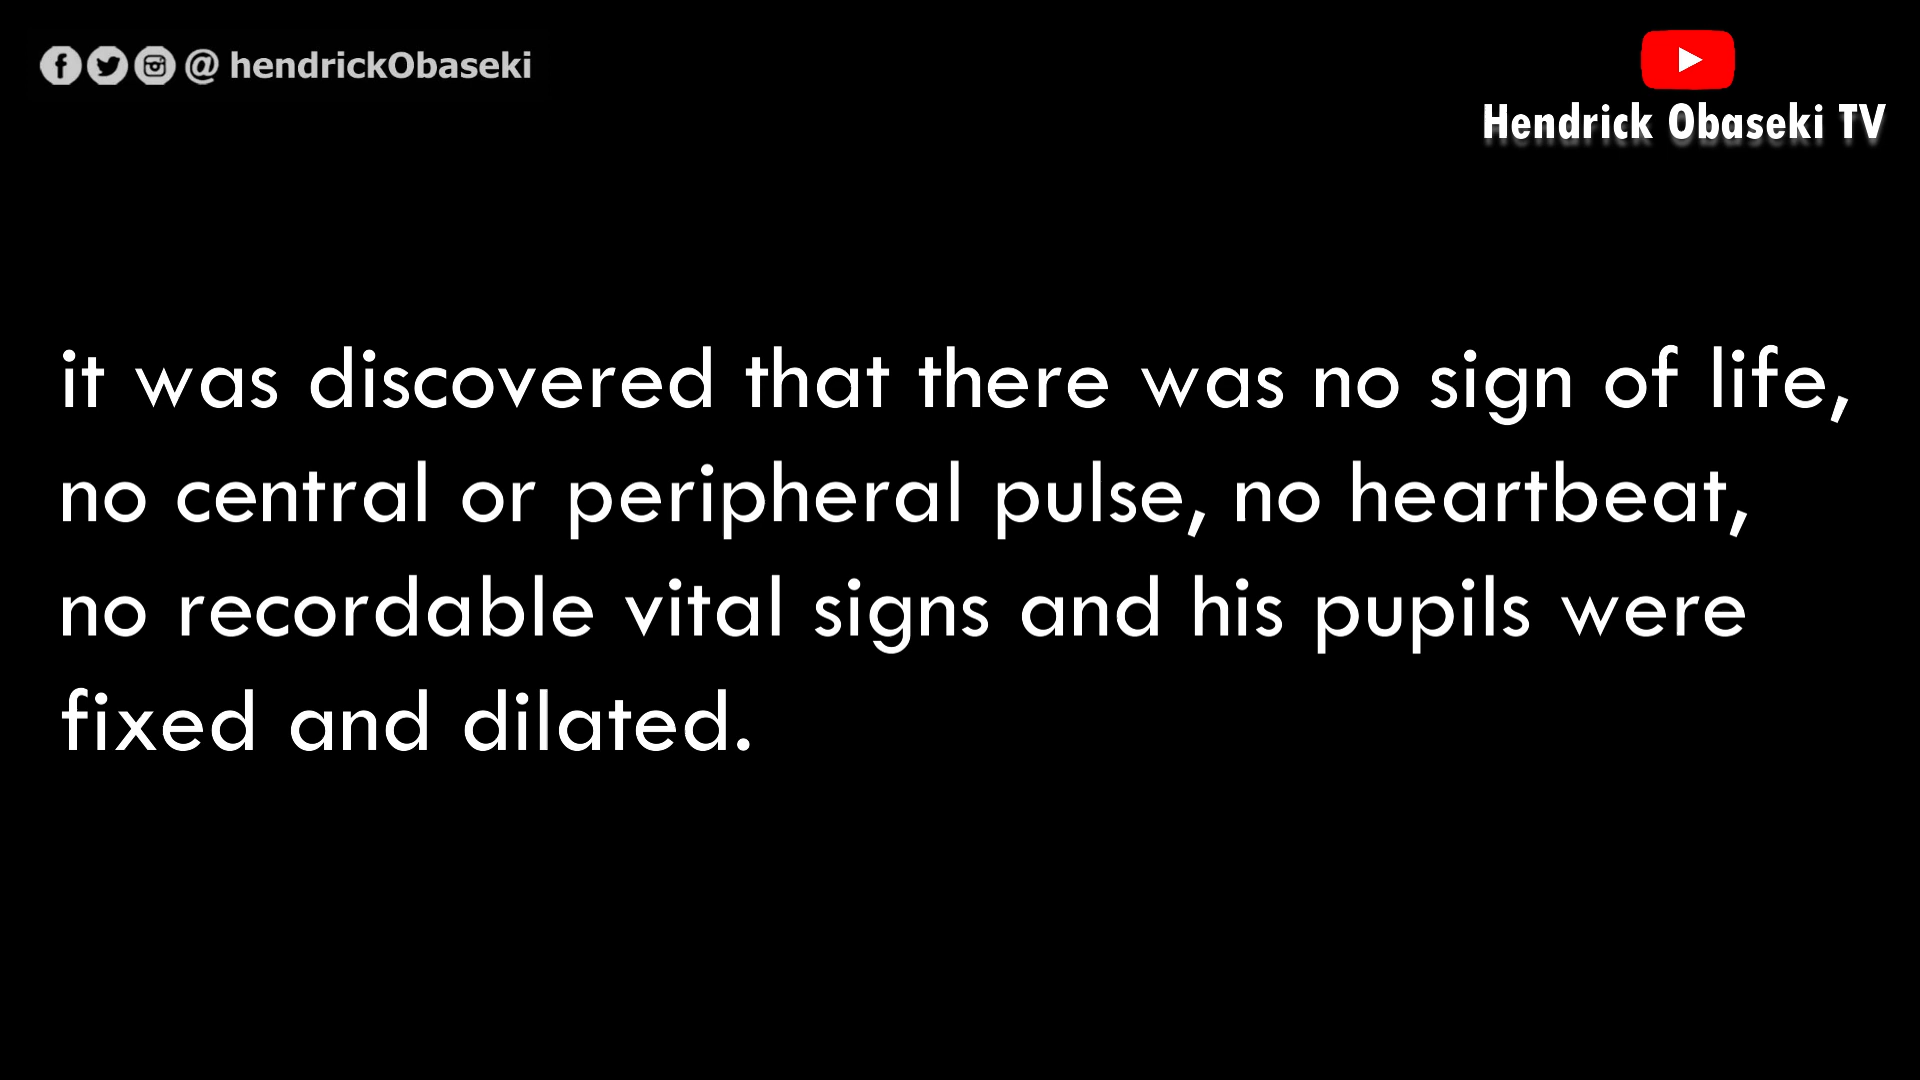 @ hendrickObaseki
Hendrick Obaseki TV
it was discovered that there was no sign of life,
no central or peripheral pulse, no heartbeat,
no recordable vital signs and his pupils were
fixed and dilated.